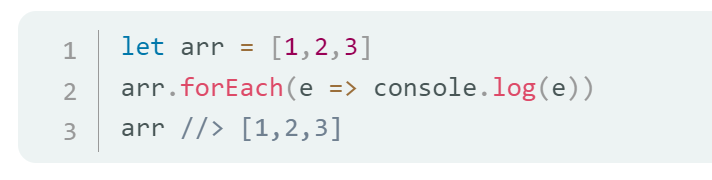 1 let arr = [1,2,3]
2 arr.forEach(e => console.log(e))
3 arr //> [1,2,3]